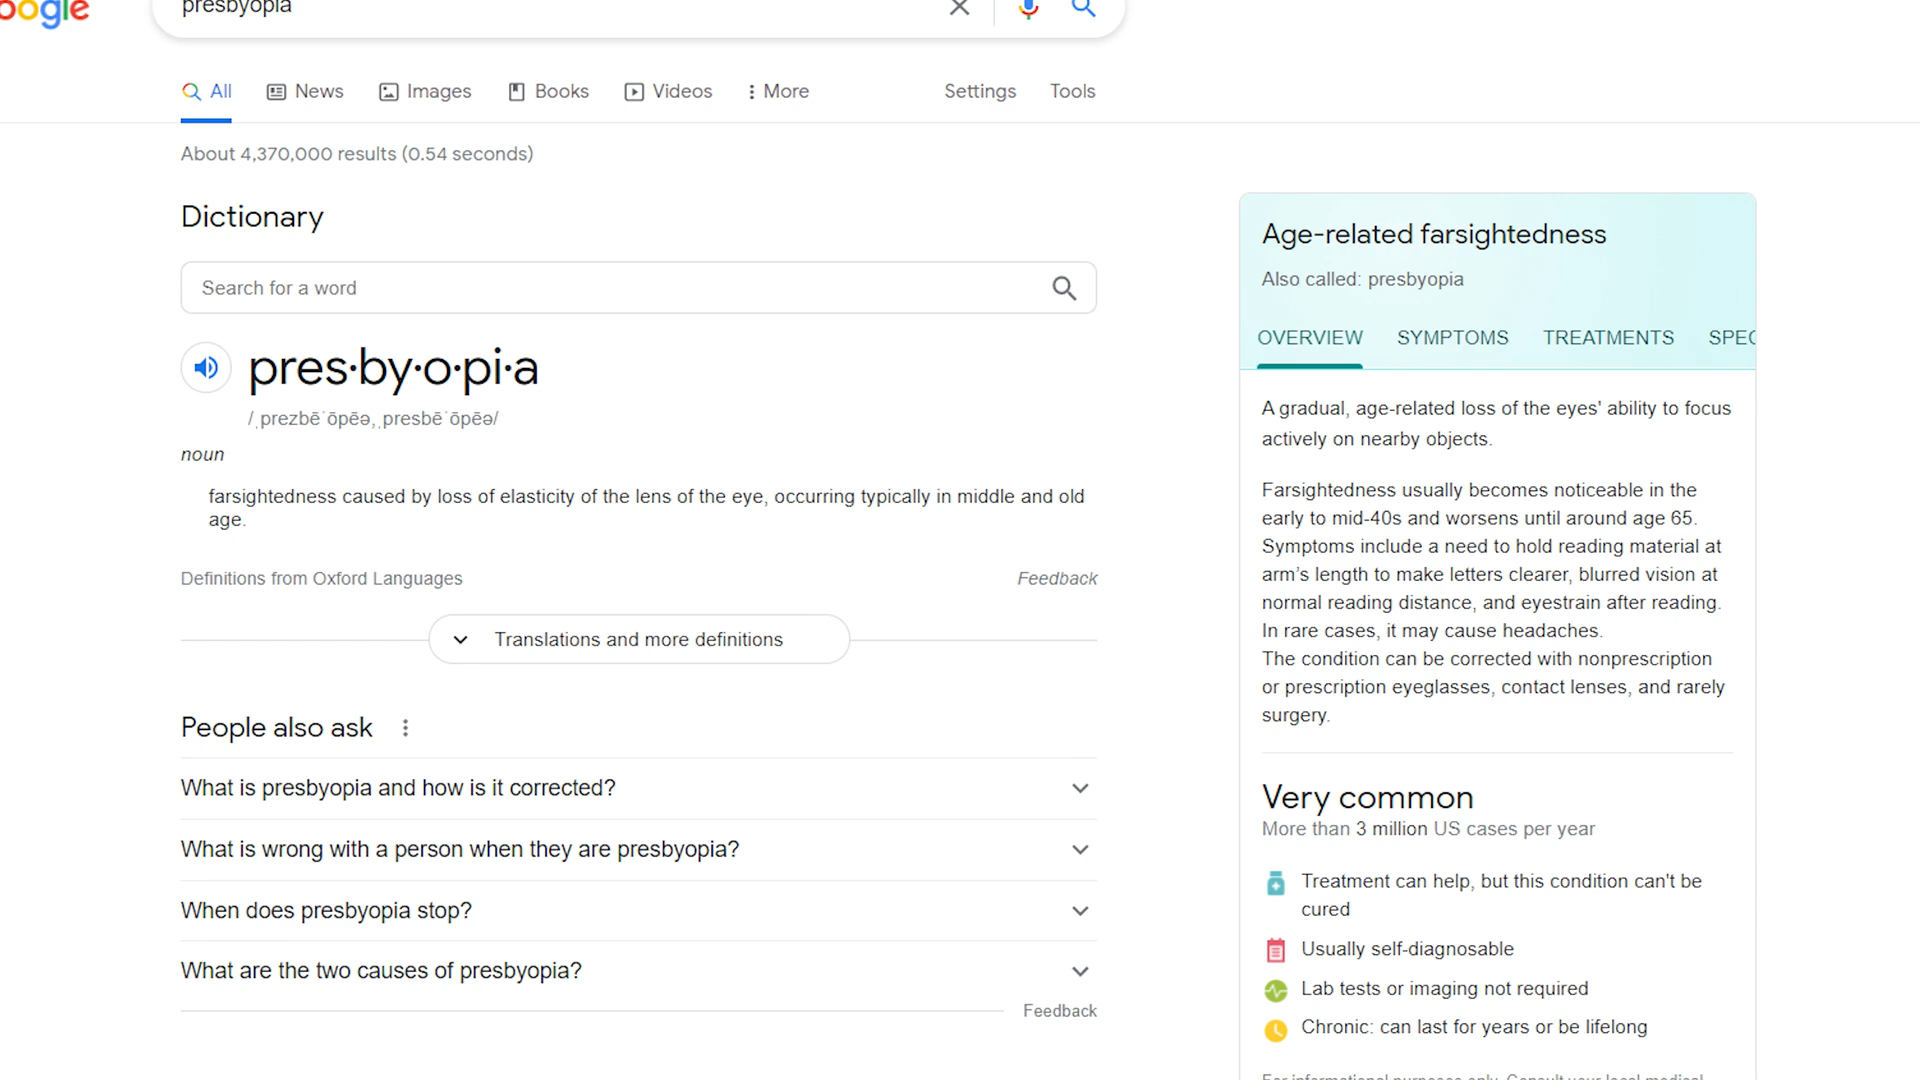 oogle
presbyopia
All News Images Books Videos More Settings Tools
About 4,370,000 results (0.54 seconds)
Dictionary
Search for a word
pres·by·o·pi·a
/ˌprezbēˈōpēə,ˌpresbēˈōpēə/
noun
farsightedness caused by loss of elasticity of the lens of the eye, occurring typically in middle and old
age.
Definitions from Oxford Languages
Feedback
Translations and more definitions
People also ask
What is presbyopia and how is it corrected?
What is wrong with a person when they are presbyopia?
When does presbyopia stop?
What are the two causes of presbyopia?
Feedback
Age-related farsightedness
Also called: presbyopia
OVERVIEW SYMPTOMS TREATMENTS SPEC
A gradual, age-related loss of the eyes' ability to focus
actively on nearby objects.
Farsightedness usually becomes noticeable in the
early to mid-40s and worsens until around age 65.
Symptoms include a need to hold reading material at
arm’s length to make letters clearer, blurred vision at
normal reading distance, and eyestrain after reading.
In rare cases, it may cause headaches.
The condition can be corrected with nonprescription
or prescription eyeglasses, contact lenses, and rarely
surgery.
Very common
More than 3 million US cases per year
Treatment can help, but this condition can't be
cured
Usually self-diagnosable
Lab tests or imaging not required
Chronic: can last for years or be lifelong
For informational purposes only. Consult your local medical